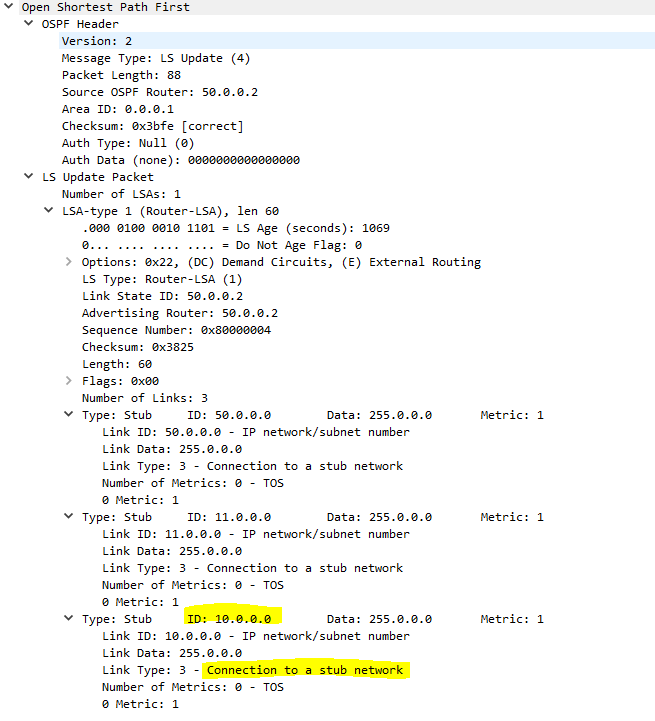 Open Shortest Path First
OSPF Header
Version: 2
Message Type: LS Update (4)
Packet Length: 88
Source OSPF Router: 50.0.0.2
Area ID: 0.0.0.1
Checksum: 0x3bfe [correct]
Auth Type: Null (0)
Auth Data (none): 0000000000000000
LS Update Packet
Number of LSAs: 1
LSA-type 1 (Router-LSA), len 60
.000 0100 0010 1101 = LS Age (seconds): 1069
0... .... .... .... = Do Not Age Flag: 0
Options: 0x22, (DC) Demand Circuits, (E) External Routing
LS Type: Router-LSA (1)
Link State ID: 50.0.0.2
Advertising Router: 50.0.0.2
Sequence Number: 0x80000004
Checksum: 0x3825
Length: 60
Flags: 0x00
Number of Links: 3
Type: Stub ID: 50.0.0.0 Data: 255.0.0.0 Metric: 1
Link ID: 50.0.0.0 - IP network/subnet number
Link Data: 255.0.0.0
Link Type: 3 - Connection to a stub network
Number of Metrics: 0 - TOS
0 Metric: 1
Type: Stub ID: 11.0.0.0 Data: 255.0.0.0 Metric: 1
Link ID: 11.0.0.0 - IP network/subnet number
Link Data: 255.0.0.0
Link Type: 3 - Connection to a stub network
Number of Metrics: 0 - TOS
0 Metric: 1
Type: Stub ID: 10.0.0.0 Data: 255.0.0.0 Metric: 1
Link ID: 10.0.0.0 - IP network/subnet number
Link Data: 255.0.0.0
Link Type: 3 - Connection to a stub network
Number of Metrics: 0 - TOS
0 Metric: 1